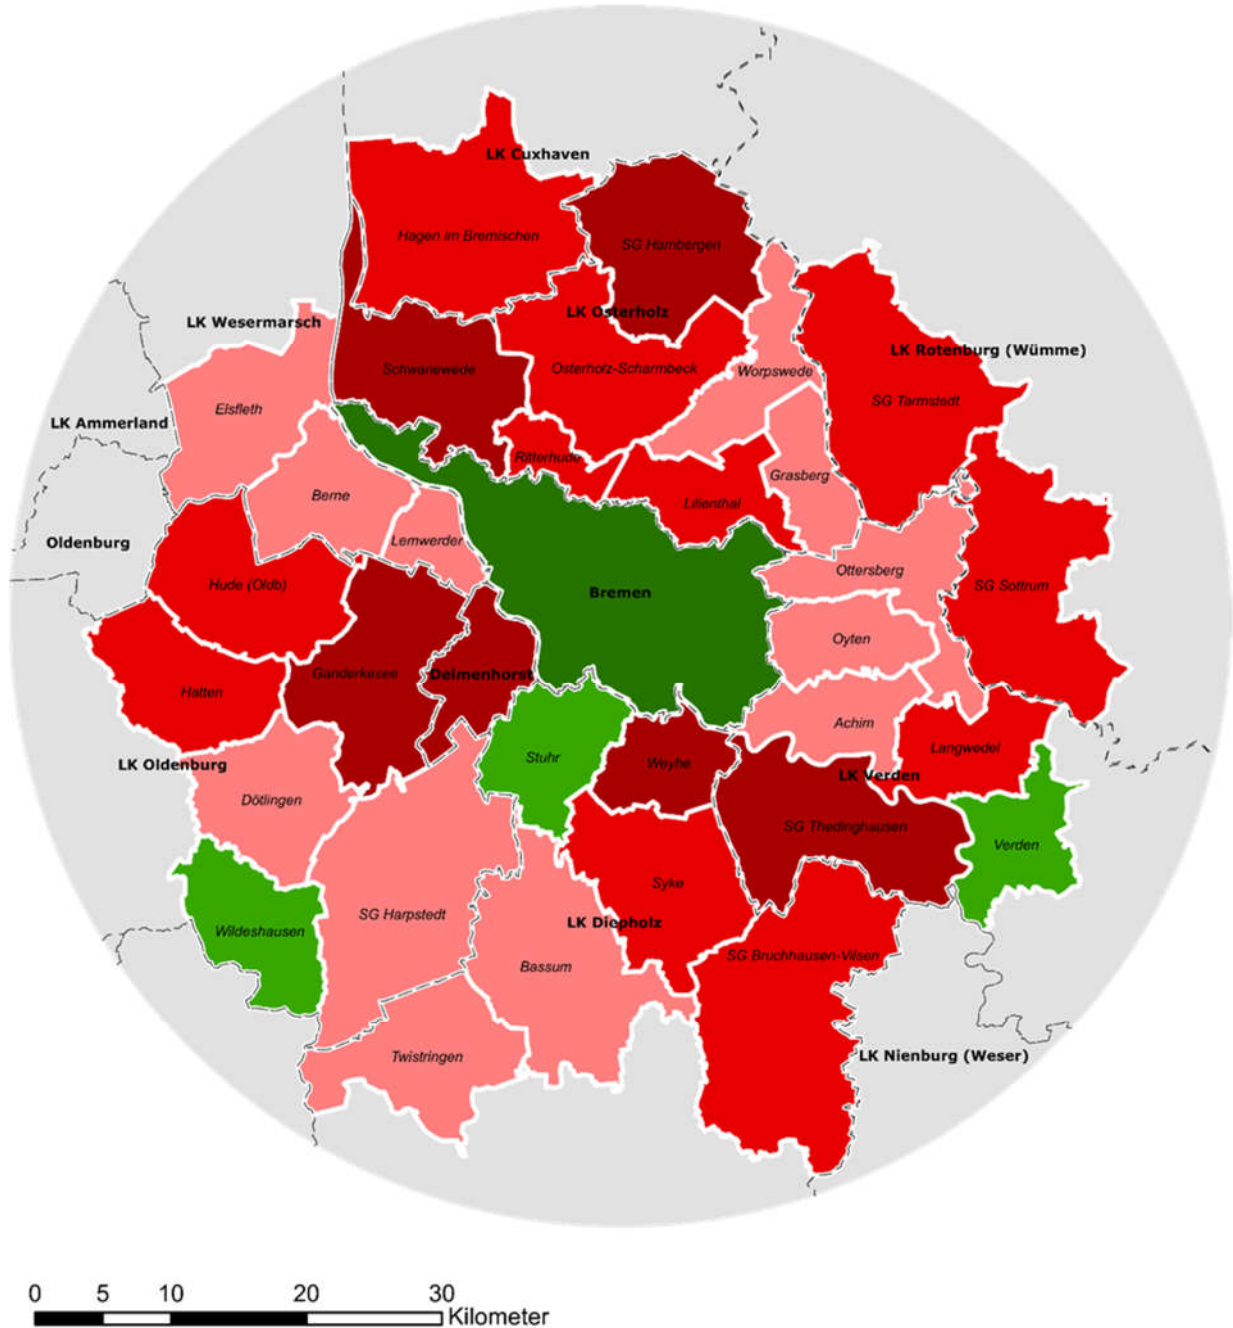 LK Cuxhaven
Hagen im Bremischen
SG Hambergen
LK Osterholz
LK Wesermarsch
LK Rotenburg (Wümme)
Schwanewede
Osterholz-Scharmbeck
Worpswede
SG Tarmstedt
Elsfleth
LK Ammerland
Ritterhude
Grasberg
Berne
Lilienthal
Lemwerder
Oldenburg
Ottersberg
Hude (Oldb)
SG Sottrum
Bremen
Oyten
Ganderkesee
Delmenhorst
Hatten
Achim
Langwedel
Stuhr
Weyhe
LK Oldenburg
LK Verden
Dötlingen
SG Thedinghausen
Verden
Syke
SG Harpstedt
LK Diepholz
Wildeshausen
SG Bruchhausen-Vilsen
Bassum
Twistringen
LK Nienburg (Weser)
0 5 10 20 30
Kilometer